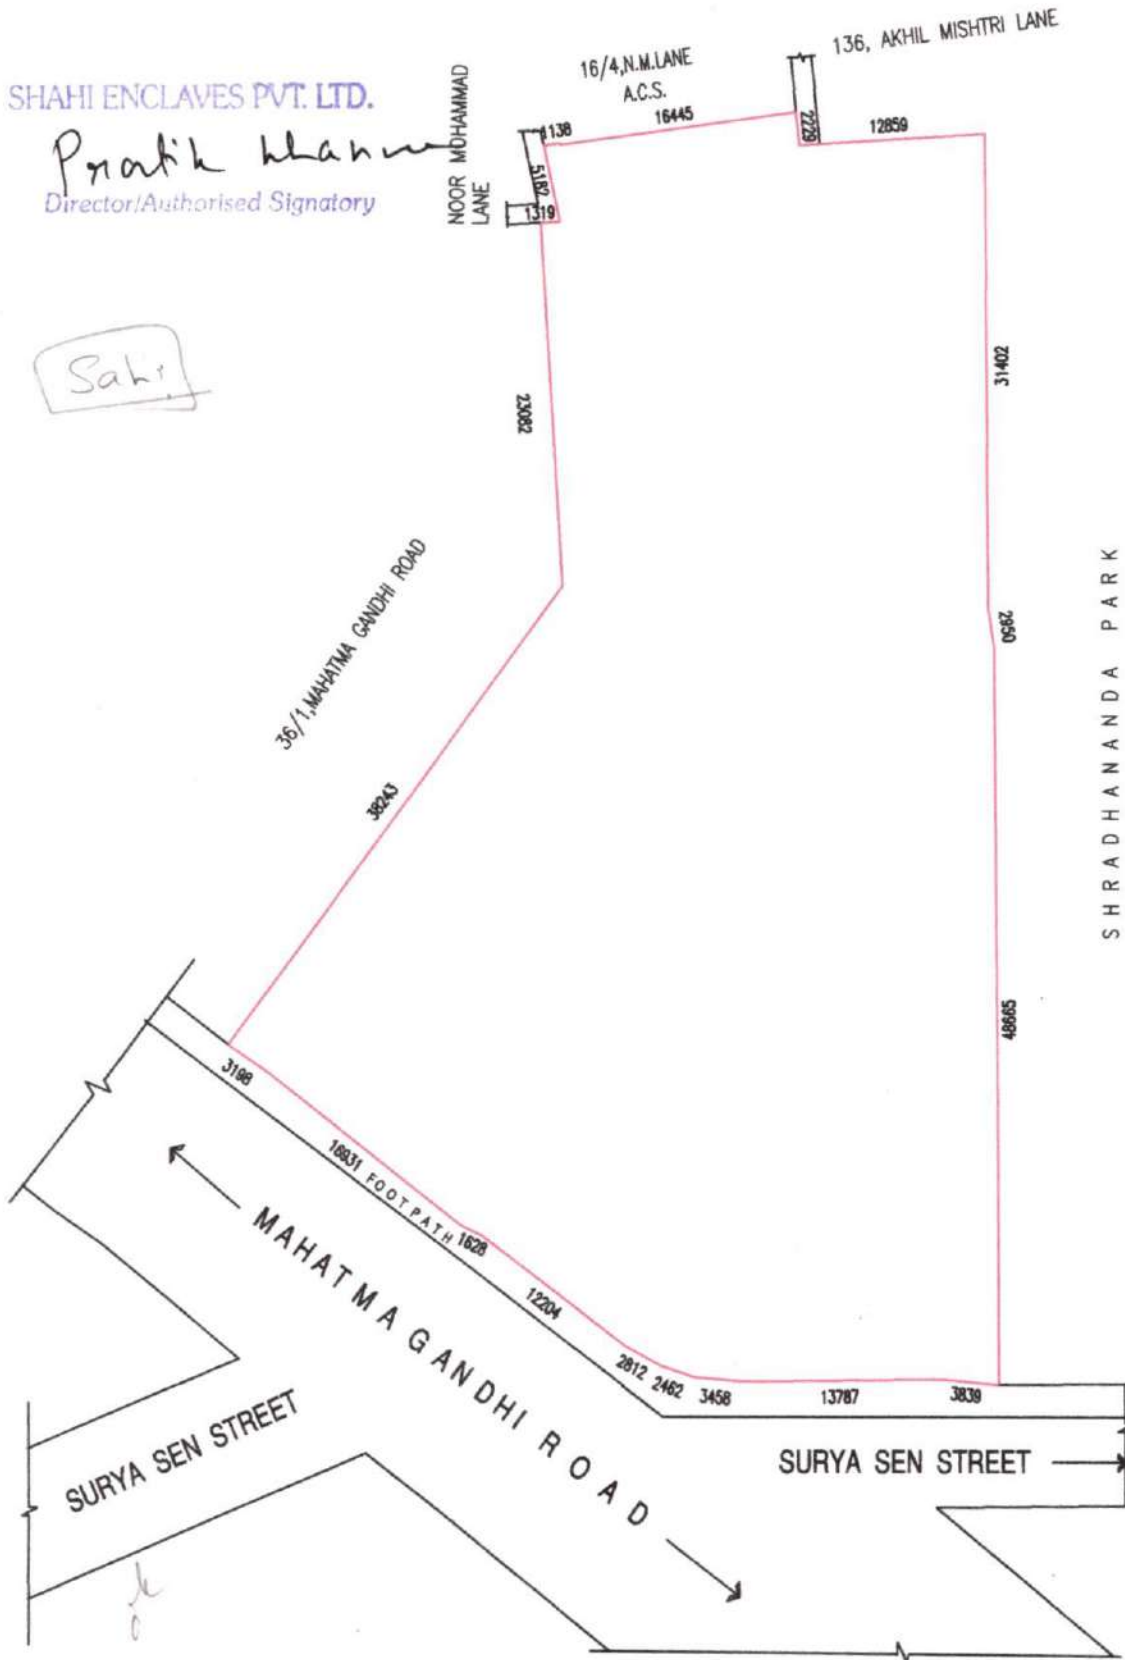 136, AKHIL MISHTRI LANE
16/4,N.M.LANE
A.C.S.
SHAHI ENCLAVES PVT. LTD.
Pratik Khanna
Director/Authorised Signatory
NOOR MOHAMMAD
LANE
1138
16445
2229
12859
5182
1319
31402
Sahi
23082
2950
36/1,MAHATMA GANDHI ROAD
SHRADHANANDA PARK
38243
48665
3198
16931
FOOTPATH
1628
12204
2812
2462
3458
13787
3839
MAHATMA GANDHI ROAD
SURYA SEN STREET
SURYA SEN STREET